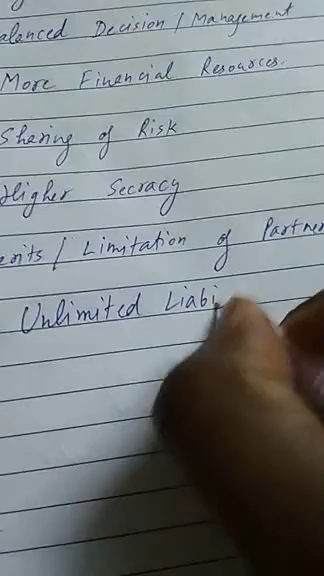 alanced Decision / Management
More Financial Resources.
Sharing of Risk
Higher Secracy
erits / Limitation of Partner
Unlimited Liabi